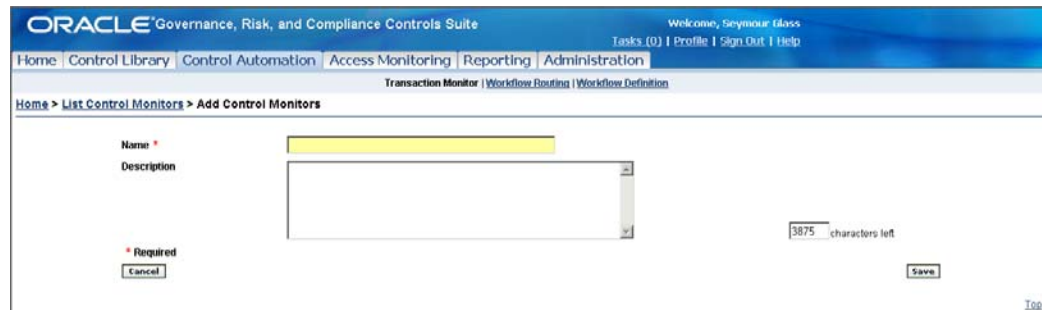 ORACLE Governance, Risk, and Compliance Controls Suite
Welcome, Seymour Glass
Tasks (0) | Profile | Sign Out | Help
Home Control Library Control Automation Access Monitoring Reporting Administration
Transaction Monitor | Workflow Routing | Workflow Definition
Home > List Control Monitors > Add Control Monitors
Name *
Description
3875 characters left
* Required
Cancel
Save
Top